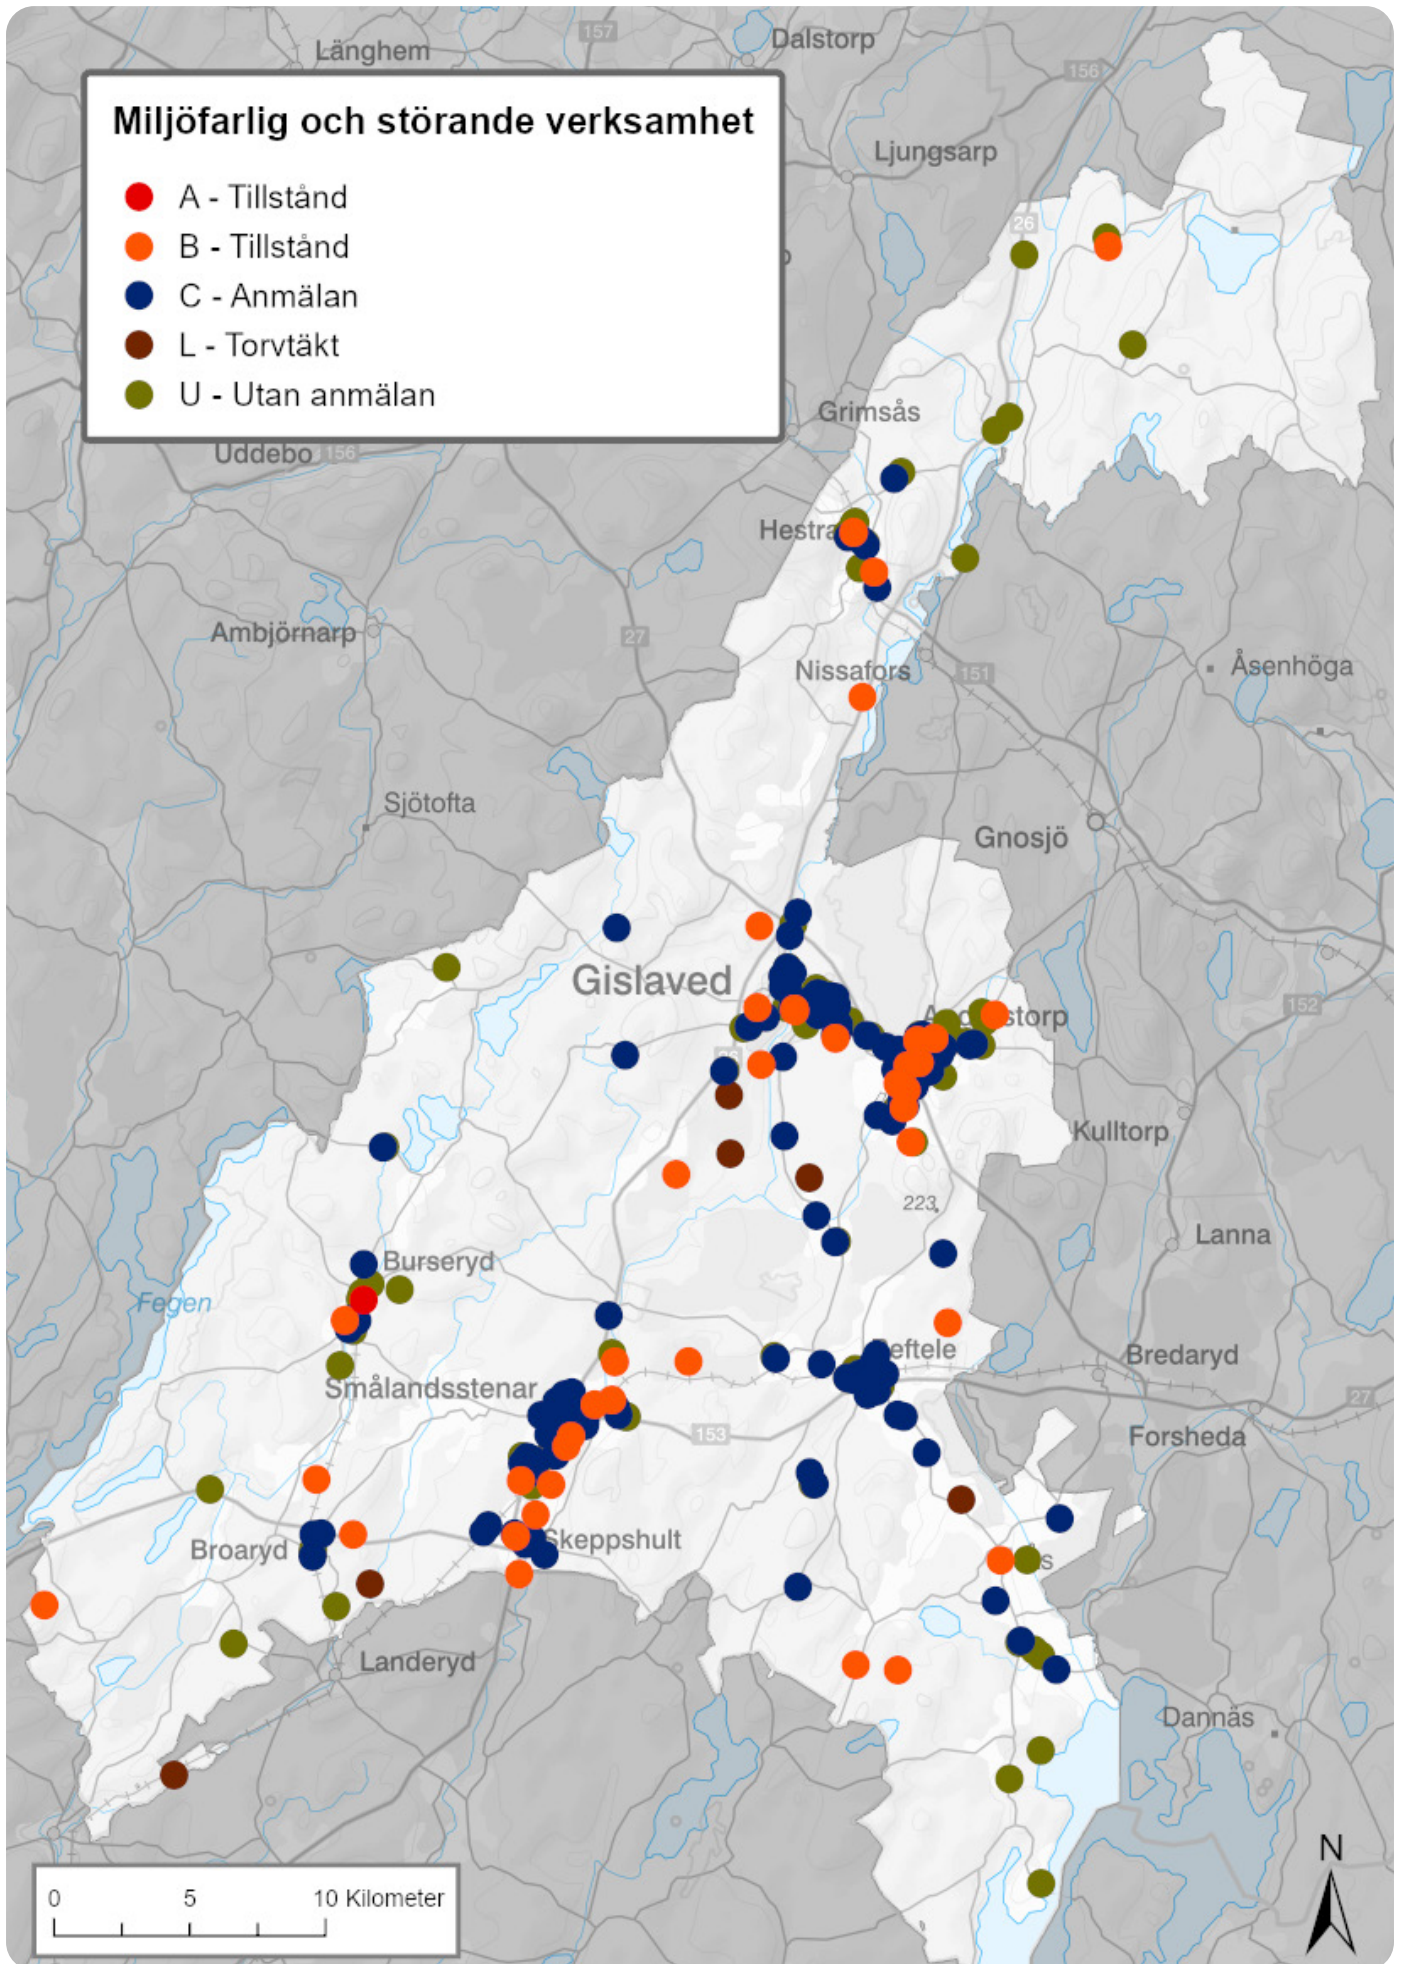 Länghem
157
Dalstorp
156
Miljöfarlig och störande verksamhet
A - Tillstånd
B - Tillstånd
C - Anmälan
L - Torvtäkt
U - Utan anmälan
Ljungsarp
26
Grimsås
Uddebo
156
Hestra
27
Ambjörnarp
Nissafors
151
Åsenhöga
Sjötofta
Gnosjö
Gislaved
152
storp
Kulltorp
223
Lanna
Burseryd
Fegen
Bredaryd
Smålandsstenar
27
153
Forsheda
Broaryd
Skeppshult
Landeryd
Dannäs
N
0 5 10 Kilometer